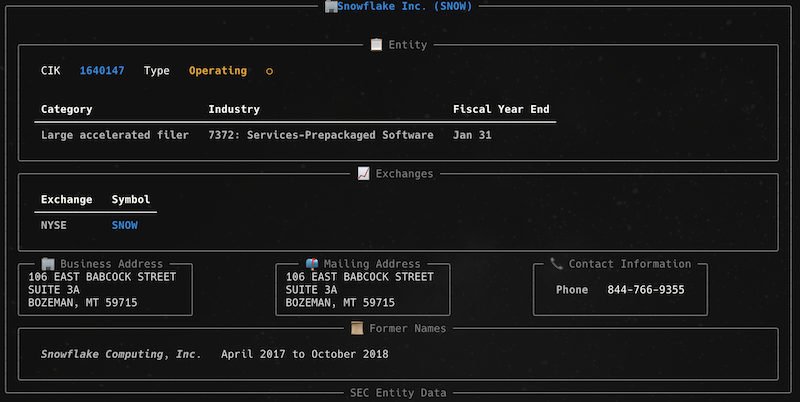 Snowflake Inc. (SNOW)
Entity
CIK 1640147 Type Operating
Category Industry Fiscal Year End
Large accelerated filer 7372: Services-Prepackaged Software Jan 31
Exchanges
Exchange Symbol
NYSE SNOW
Business Address
106 EAST BABCOCK STREET
SUITE 3A
BOZEMAN, MT 59715
Mailing Address
106 EAST BABCOCK STREET
SUITE 3A
BOZEMAN, MT 59715
Contact Information
Phone 844-766-9355
Former Names
Snowflake Computing, Inc. April 2017 to October 2018
SEC Entity Data